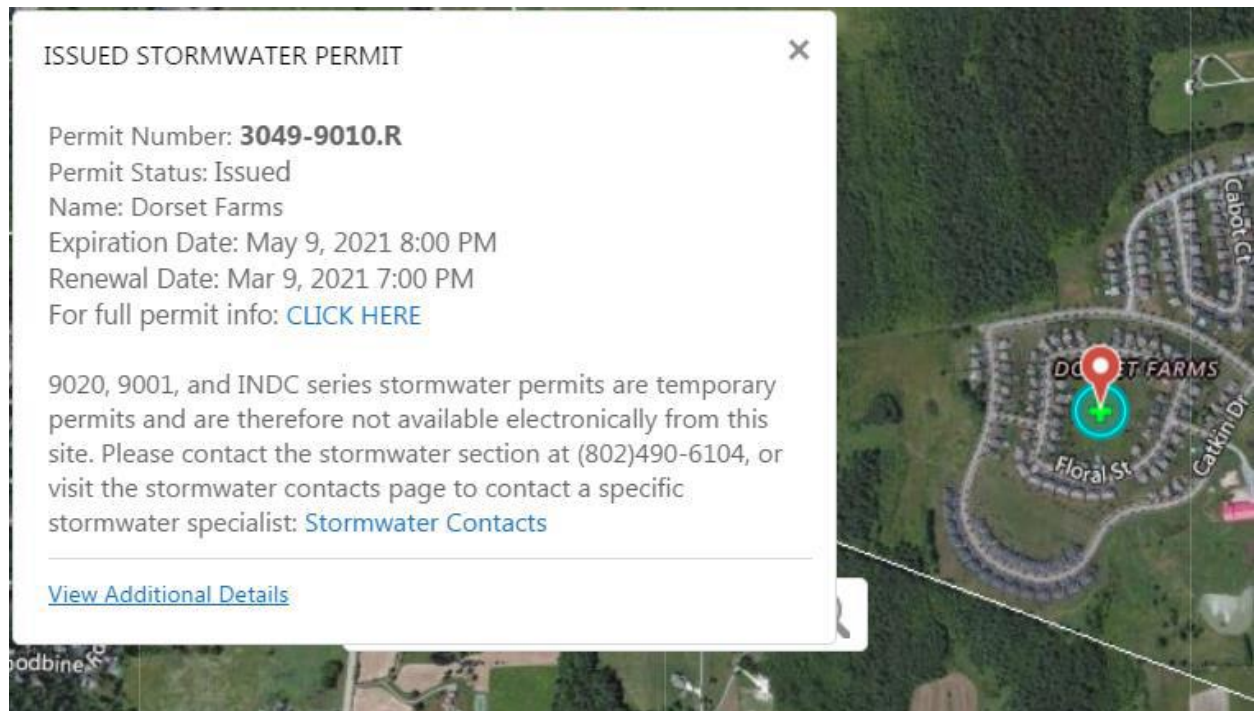 ISSUED STORMWATER PERMIT
Permit Number: 3049-9010.R
Permit Status: Issued
Name: Dorset Farms
Expiration Date: May 9, 2021 8:00 PM
Renewal Date: Mar 9, 2021 7:00 PM
For full permit info: CLICK HERE
9020, 9001, and INDC series stormwater permits are temporary
permits and are therefore not available electronically from this
site. Please contact the stormwater section at (802)490-6104, or
visit the stormwater contacts page to contact a specific
stormwater specialist: Stormwater Contacts
View Additional Details
Cabot Ct
FARMS
Catkin Dr
Floral St